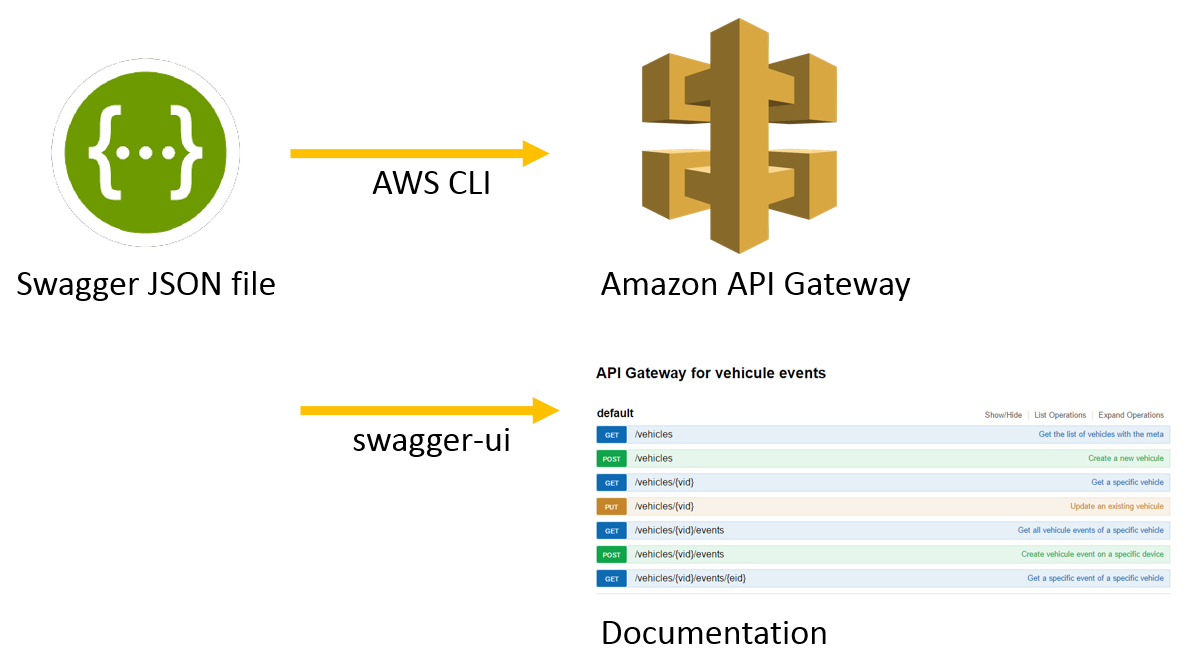 {...}
AWS CLI
Swagger JSON file
Amazon API Gateway
API Gateway for vehicule events
default
Show/Hide | List Operations | Expand Operations
GET /vehicles Get the list of vehicles with the meta
POST /vehicles Create a new vehicule
GET /vehicles/{vid} Get a specific vehicle
PUT /vehicles/{vid} Update an existing vehicule
GET /vehicles/{vid}/events Get all vehicule events of a specific vehicle
POST /vehicles/{vid}/events Create vehicule event on a specific device
GET /vehicles/{vid}/events/{eid} Get a specific event of a specific vehicle
swagger-ui
Documentation